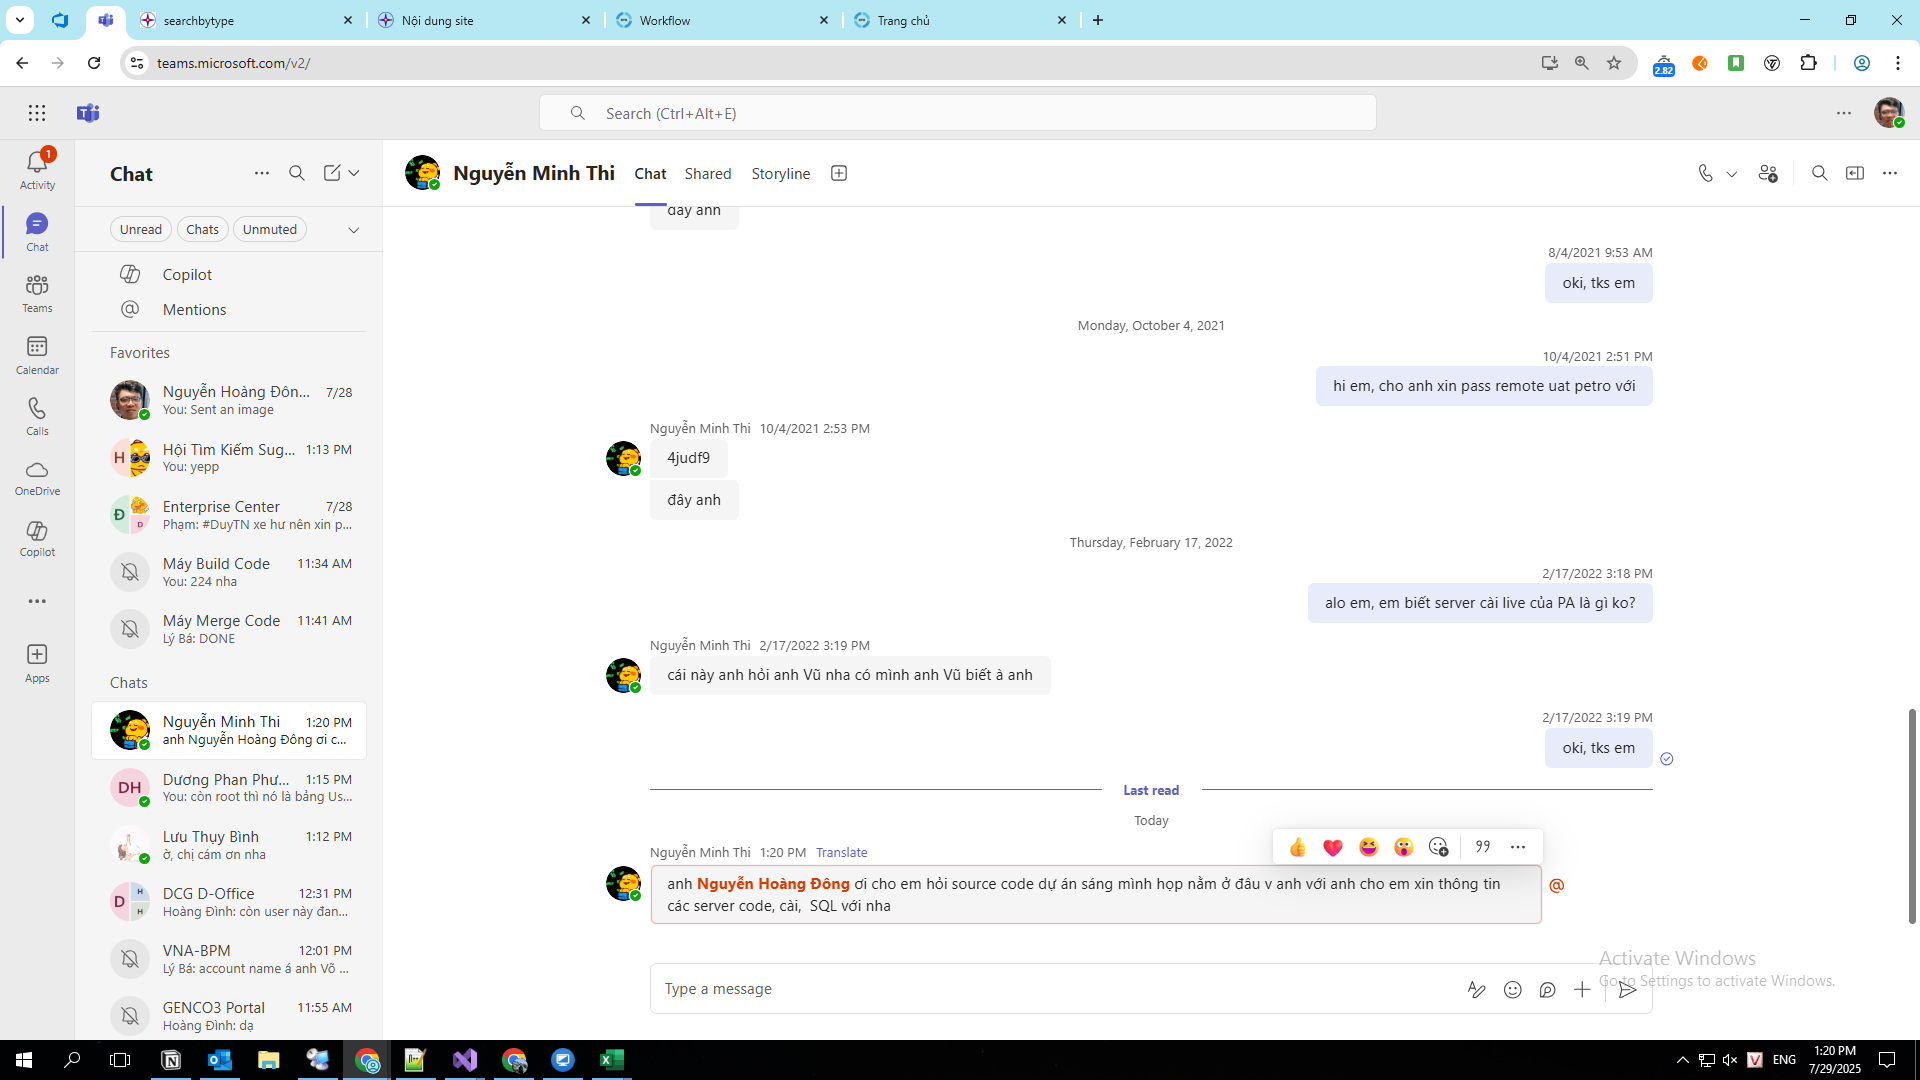 searchbytype
Nội dung site
Workflow
Trang chủ
teams.microsoft.com/v2/
2.82
Search (Ctrl+Alt+E)
1
Activity
Chat
Teams
Calendar
Calls
OneDrive
Copilot
Apps
Chat
Unread
Chats
Unmuted
Copilot
Mentions
Favorites
Nguyễn Hoàng Đôn... 7/28
You: Sent an image
H
Hội Tìm Kiếm Sug... 1:13 PM
You: yepp
Đ
D
Enterprise Center 7/28
Phạm: #DuyTN xe hư nên xin p...
Máy Build Code 11:34 AM
You: 224 nha
Máy Merge Code 11:41 AM
Lý Bá: DONE
Chats
Nguyễn Minh Thi 1:20 PM
anh Nguyễn Hoàng Đông ơi c...
DH
Dương Phan Phư... 1:15 PM
You: còn root thì nó là bảng Us...
Lưu Thụy Bình 1:12 PM
ờ, chị cám ơn nha
D
H
H
DCG D-Office 12:31 PM
Hoàng Đình: còn user này đan...
VNA-BPM 12:01 PM
Lý Bá: account name á anh Võ ...
GENCO3 Portal 11:55 AM
Hoàng Đình: dạ
Nguyễn Minh Thi
Chat
Shared
Storyline
đây anh
8/4/2021 9:53 AM
oki, tks em
Monday, October 4, 2021
10/4/2021 2:51 PM
hi em, cho anh xin pass remote uat petro với
Nguyễn Minh Thi 10/4/2021 2:53 PM
4judf9
đây anh
Thursday, February 17, 2022
2/17/2022 3:18 PM
alo em, em biết server cài live của PA là gì ko?
Nguyễn Minh Thi 2/17/2022 3:19 PM
cái này anh hỏi anh Vũ nha có mình anh Vũ biết à anh
2/17/2022 3:19 PM
oki, tks em
Last read
Today
Nguyễn Minh Thi 1:20 PM Translate
anh Nguyễn Hoàng Đông ơi cho em hỏi source code dự án sáng mình họp nằm ở đâu v anh với anh cho em xin thông tin
các server code, cài,  SQL với nha
Type a message
Activate Windows
Go to Settings to activate Windows.
ENG
1:20 PM
7/29/2025